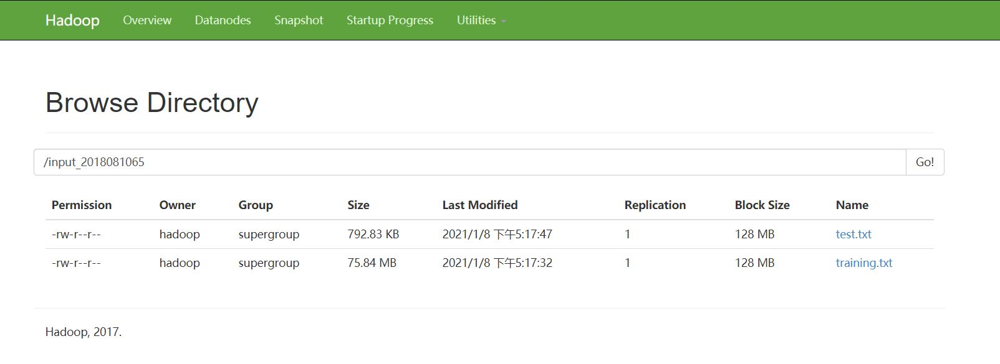 Hadoop Overview Datanodes Snapshot Startup Progress Utilities
Browse Directory
/input_2018081065 Go!
Permission Owner Group Size Last Modified Replication Block Size Name
-rw-r--r-- hadoop supergroup 792.83 KB 2021/1/8 下午5:17:47 1 128 MB test.txt
-rw-r--r-- hadoop supergroup 75.84 MB 2021/1/8 下午5:17:32 1 128 MB training.txt
Hadoop, 2017.